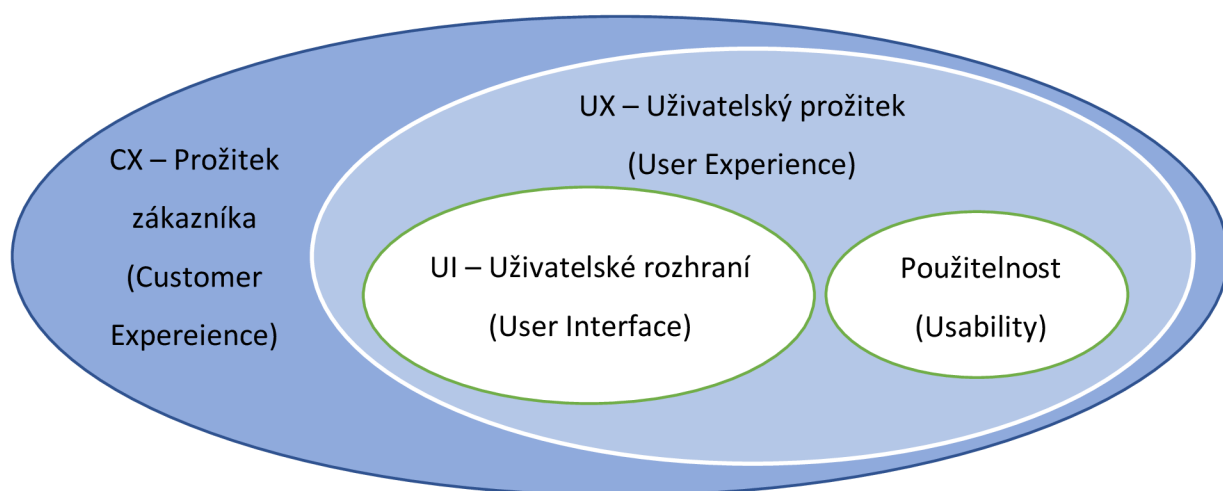 CX – Prožitek
zákazníka
(Customer
Expereience)
UX – Uživatelský prožitek
(User Experience)
UI – Uživatelské rozhraní
(User Interface)
Použitelnost
(Usability)